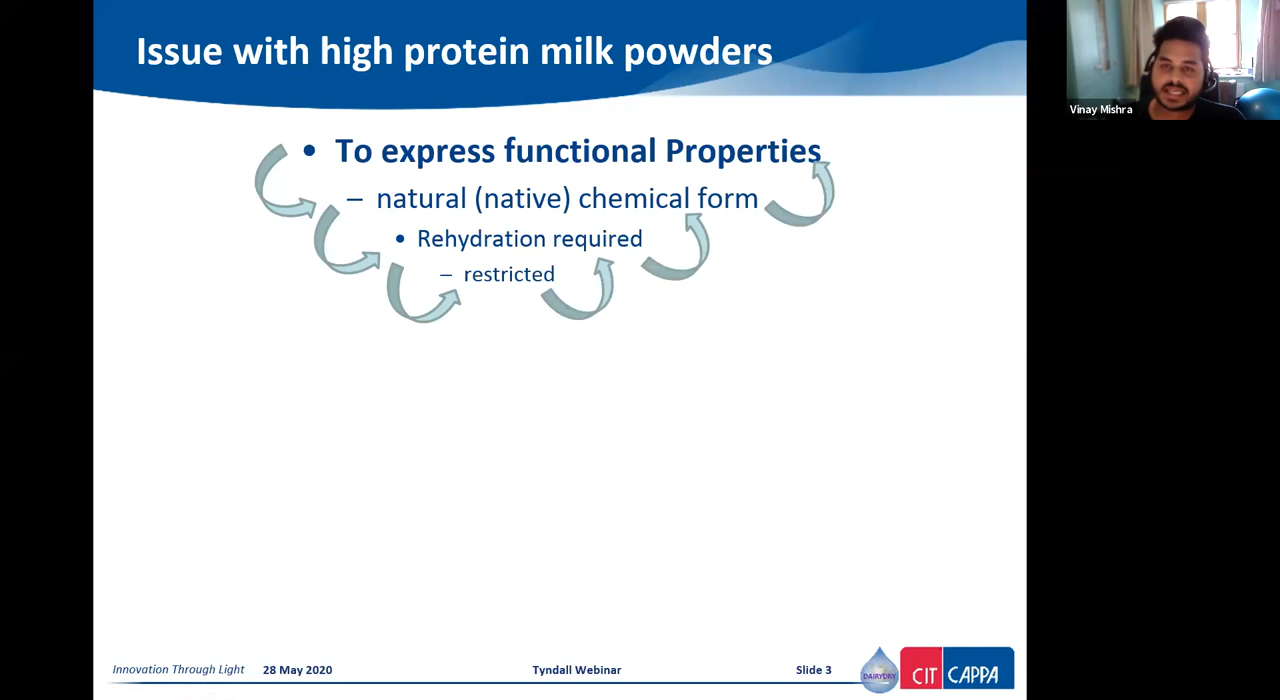 Issue with high protein milk powders
Vinay Mishra
• To express functional Properties
– natural (native) chemical form
• Rehydration required
– restricted
Innovation Through Light 28 May 2020 Tyndall Webinar Slide 3
DAIRYDRY
CIT CAPPA